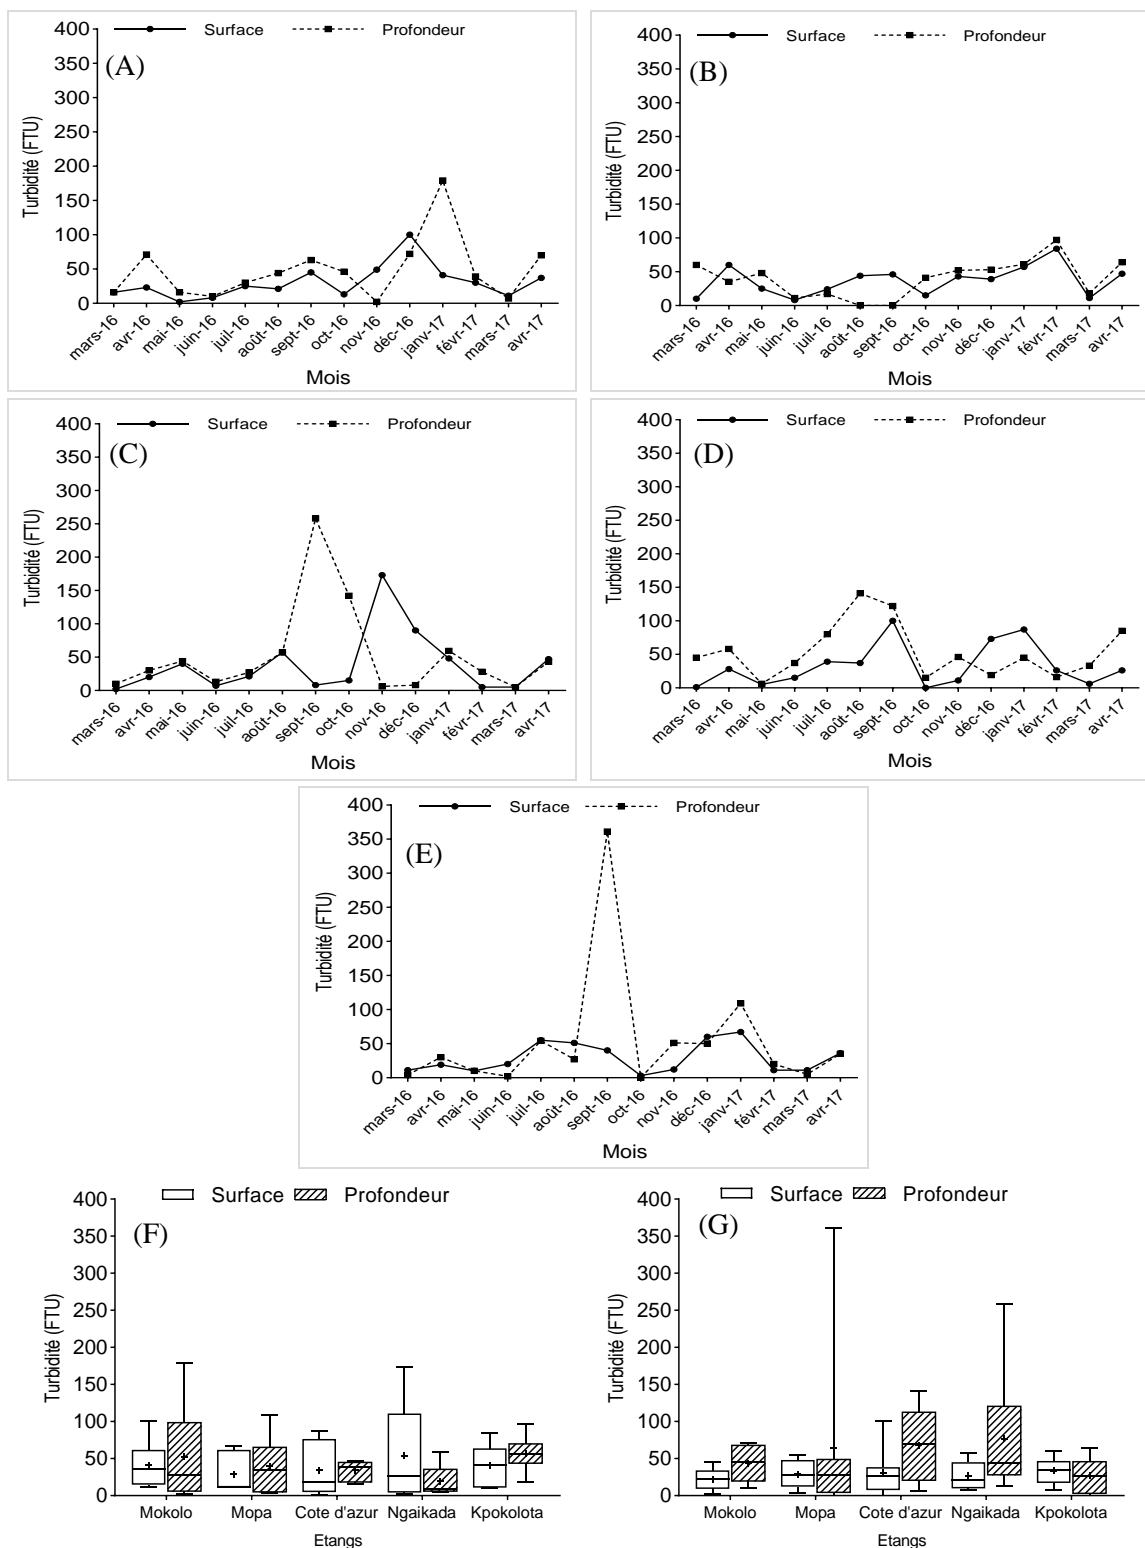 Surface Profondeur
(A)
Turbidité (FTU)
400
350
300
250
200
150
100
50
0
mars-16 avr-16 mai-16 juin-16 juil-16 août-16 sept-16 oct-16 nov-16 déc-16 janv-17 févr-17 mars-17 avr-17
Mois
Surface Profondeur
(B)
Turbidité (FTU)
400
350
300
250
200
150
100
50
0
mars-16 avr-16 mai-16 juin-16 juil-16 août-16 sept-16 oct-16 nov-16 déc-16 janv-17 févr-17 mars-17 avr-17
Mois
Surface Profondeur
(C)
Turbidité (FTU)
400
350
300
250
200
150
100
50
0
mars-16 avr-16 mai-16 juin-16 juil-16 août-16 sept-16 oct-16 nov-16 déc-16 janv-17 févr-17 mars-17 avr-17
Mois
Surface Profondeur
(D)
Turbidité (FTU)
400
350
300
250
200
150
100
50
0
mars-16 avr-16 mai-16 juin-16 juil-16 août-16 sept-16 oct-16 nov-16 déc-16 janv-17 févr-17 mars-17 avr-17
Mois
Surface Profondeur
(E)
Turbidité (FTU)
400
350
300
250
200
150
100
50
0
mars-16 avr-16 mai-16 juin-16 juil-16 août-16 sept-16 oct-16 nov-16 déc-16 janv-17 févr-17 mars-17 avr-17
Mois
Surface Profondeur
(F)
Turbidité (FTU)
400
350
300
250
200
150
100
50
0
Mokolo Mopa Cote d'azur Ngaikada Kpokolota
Etangs
Surface Profondeur
(G)
Turbidité (FTU)
400
350
300
250
200
150
100
50
0
Mokolo Mopa Cote d'azur Ngaikada Kpokolota
Etangs